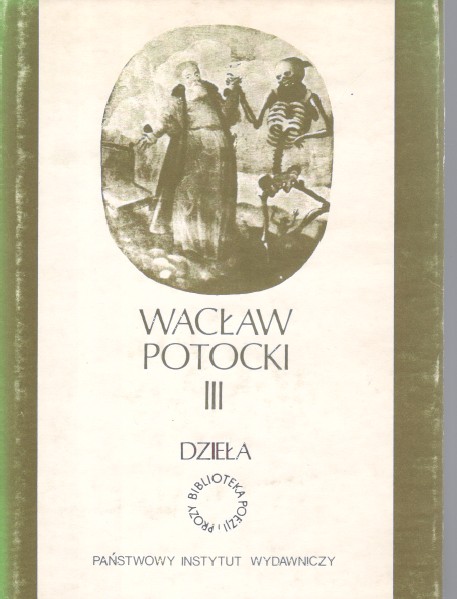 WACŁAW
POTOCKI
III
DZIEŁA
BIBLIOTEKA POEZJI I PROZY
PAŃSTWOWY INSTYTUT WYDAWNICZY